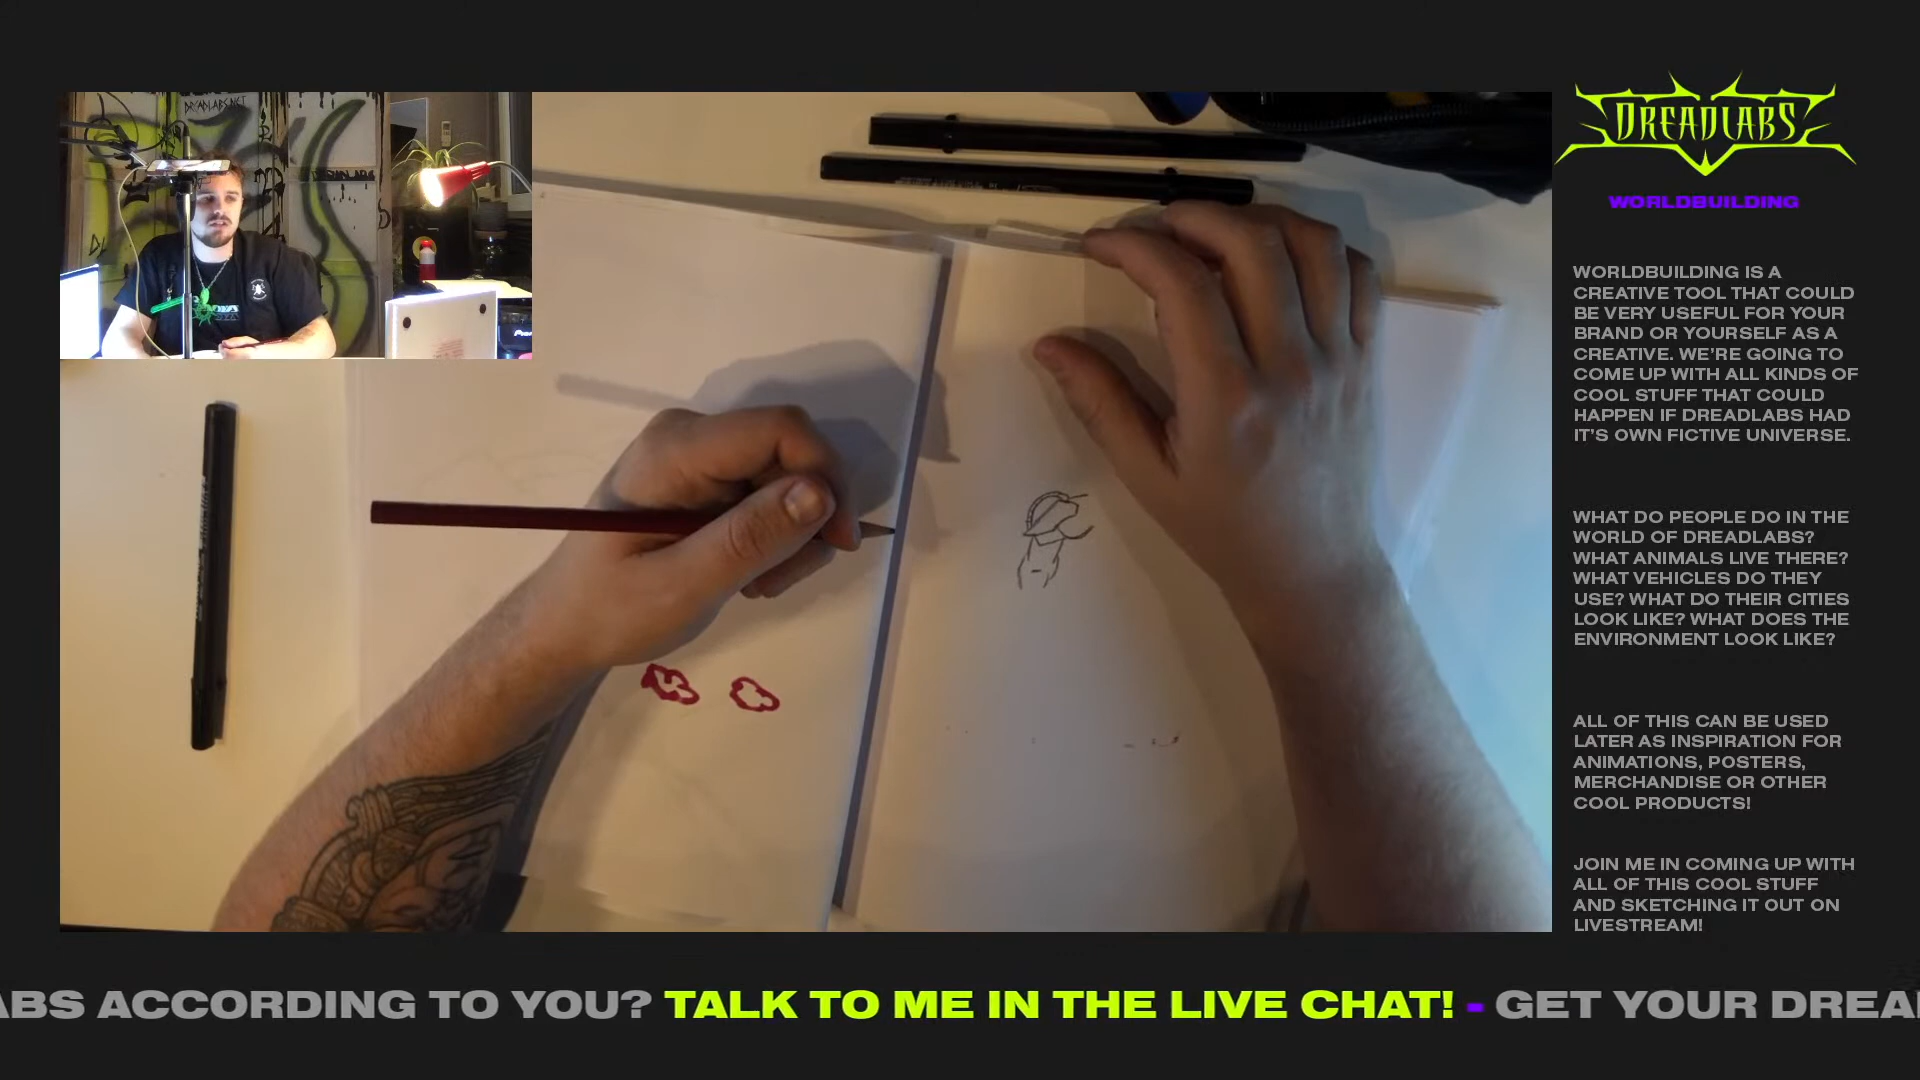 DREADLABS.NET
DREADLABS
WORLDBUILDING
WORLDBUILDING IS A
CREATIVE TOOL THAT COULD
BE VERY USEFUL FOR YOUR
BRAND OR YOURSELF AS A
CREATIVE. WE'RE GOING TO
COME UP WITH ALL KINDS OF
COOL STUFF THAT COULD
HAPPEN IF DREADLABS HAD
IT'S OWN FICTIVE UNIVERSE.
WHAT DO PEOPLE DO IN THE
WORLD OF DREADLABS?
WHAT ANIMALS LIVE THERE?
WHAT VEHICLES DO THEY
USE? WHAT DO THEIR CITIES
LOOK LIKE? WHAT DOES THE
ENVIRONMENT LOOK LIKE?
ALL OF THIS CAN BE USED
LATER AS INSPIRATION FOR
ANIMATIONS, POSTERS,
MERCHANDISE OR OTHER
COOL PRODUCTS!
JOIN ME IN COMING UP WITH
ALL OF THIS COOL STUFF
AND SKETCHING IT OUT ON
LIVESTREAM!
ABS ACCORDING TO YOU? TALK TO ME IN THE LIVE CHAT! - GET YOUR DREA